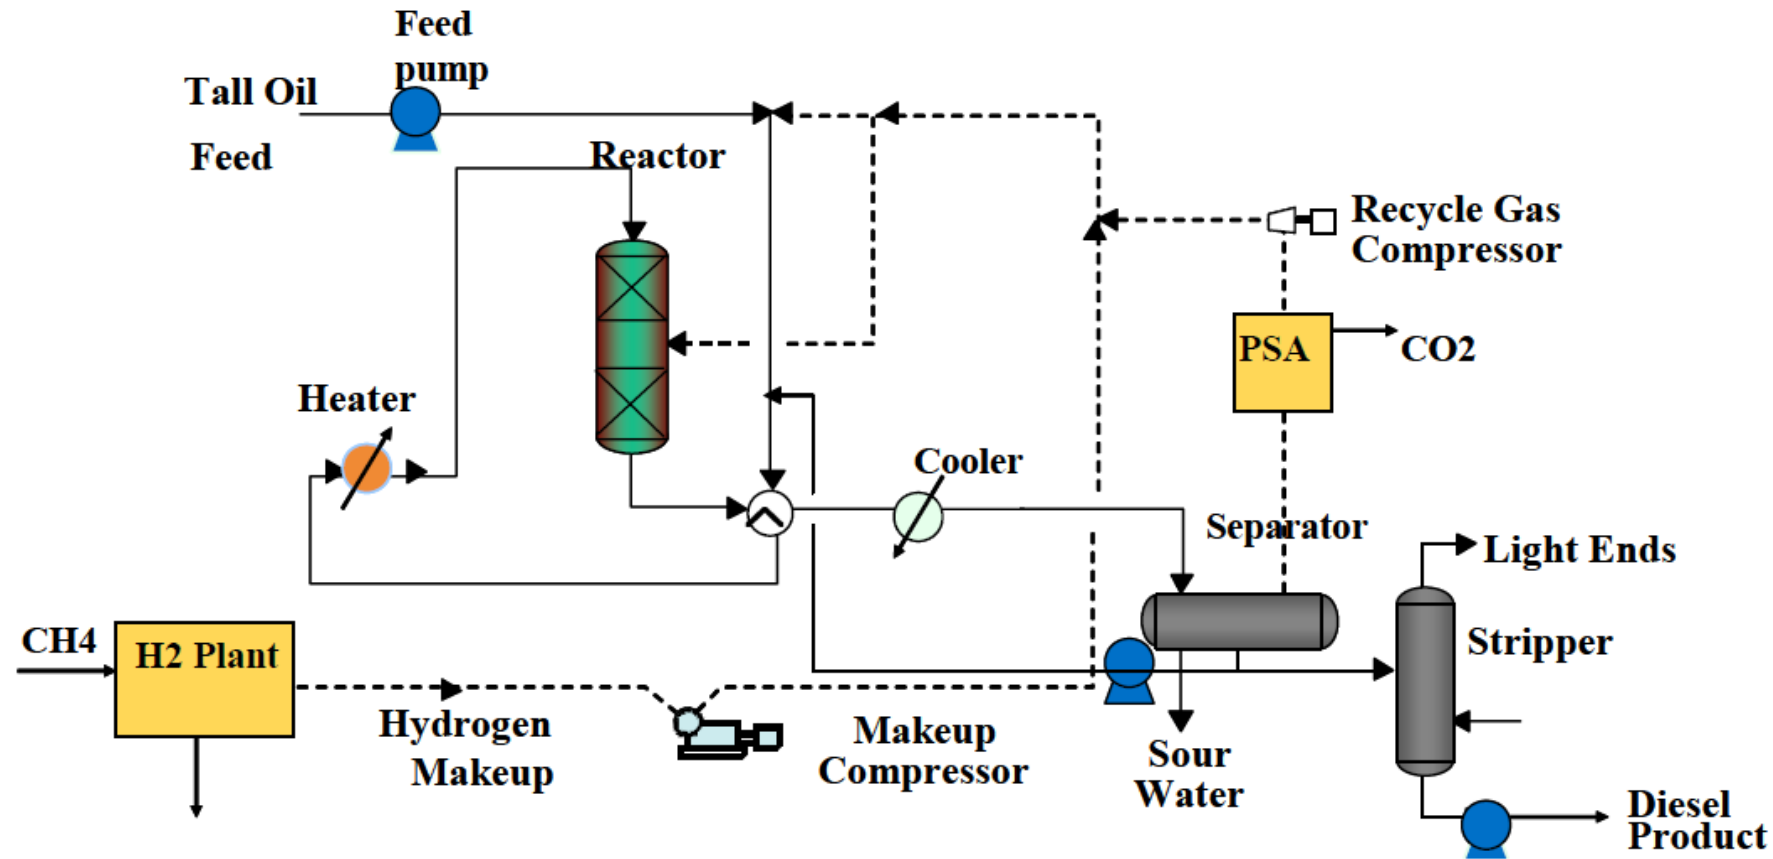 Feed
pump
Tall Oil
Feed
Reactor
Recycle Gas
Compressor
PSA
CO2
Heater
Cooler
Separator
Light Ends
CH4
H2 Plant
Stripper
Hydrogen
Makeup
Makeup
Compressor
Sour
Water
Diesel
Product